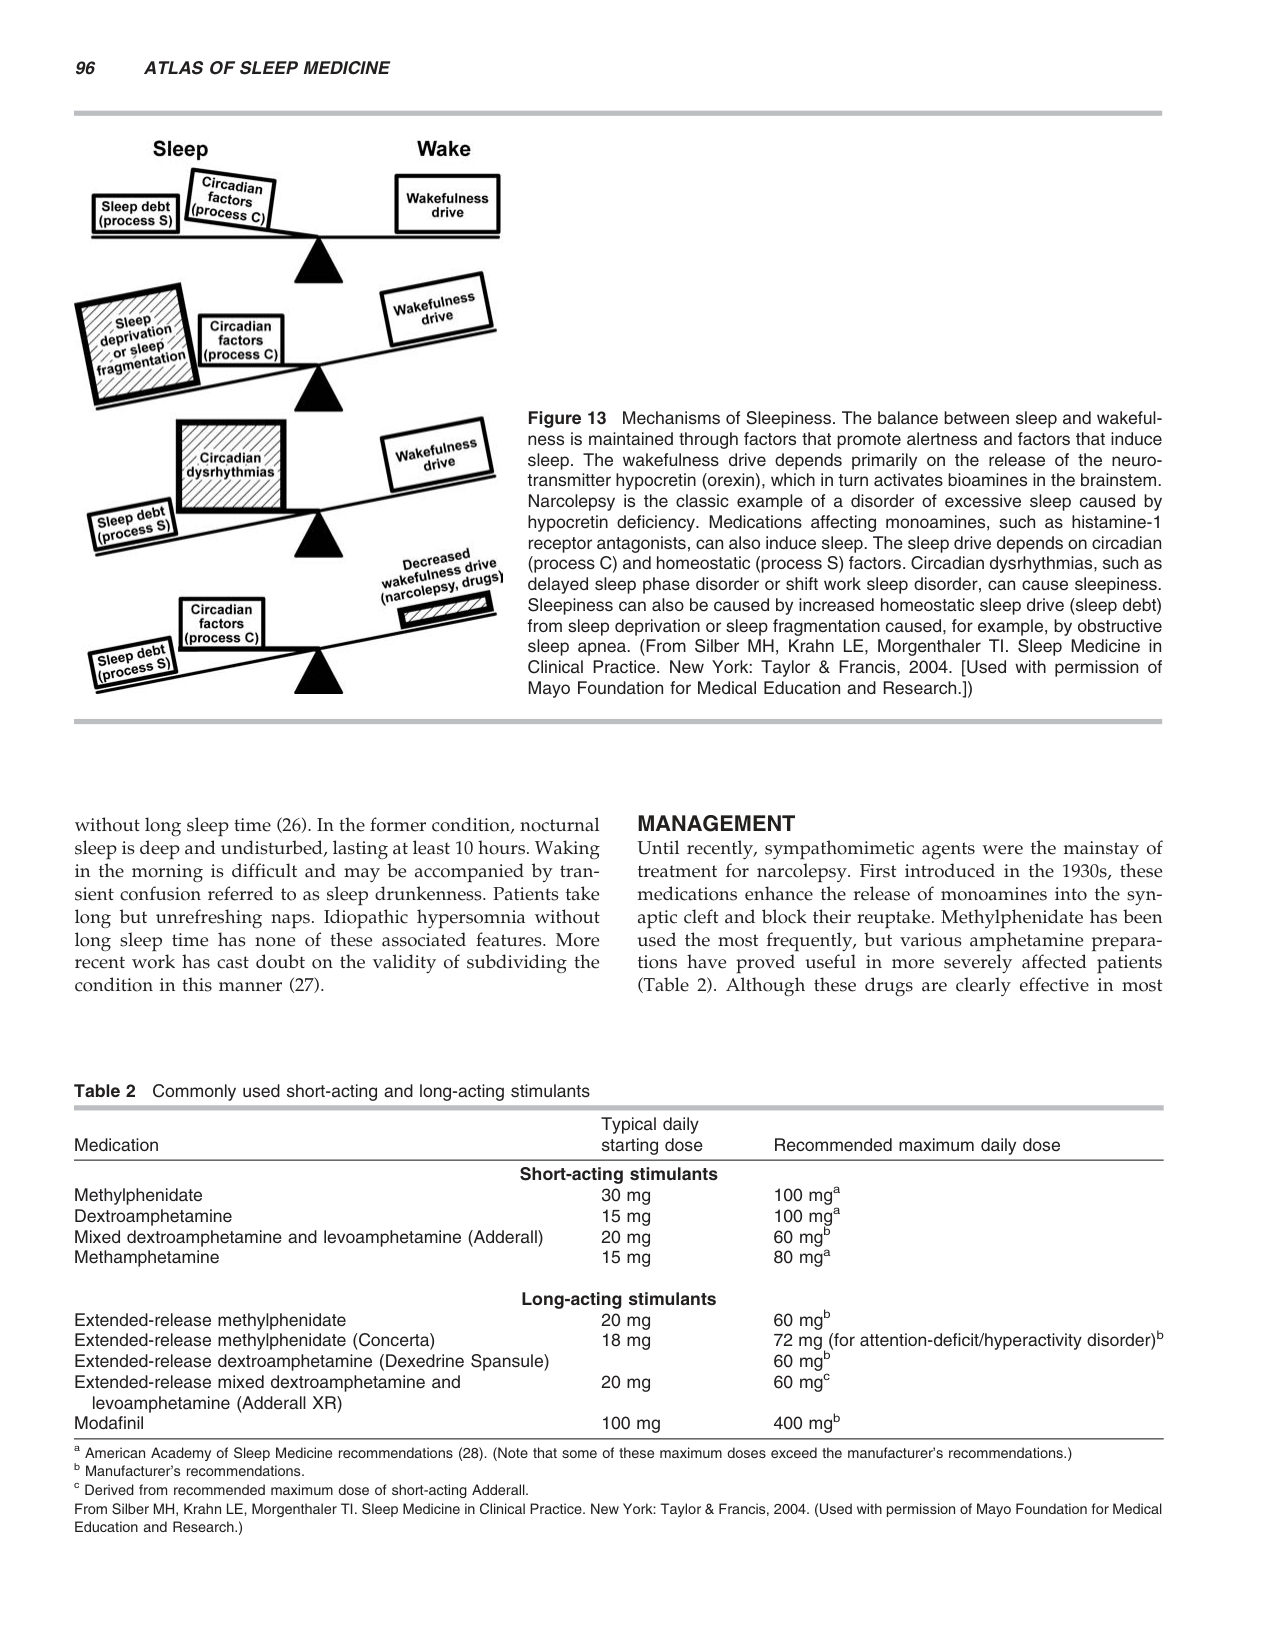 96 ATLAS OF SLEEP MEDICINE
Sleep Wake
Sleep debt
(process S)
Circadian
factors
(process C)
Wakefulness
drive
Sleep
deprivation
or sleep
fragmentation
Circadian
factors
(process C)
Wakefulness
drive
Circadian
dysrhythmias
Sleep debt
(process S)
Wakefulness
drive
Circadian
factors
(process C)
Sleep debt
(process S)
Decreased
wakefulness drive
(narcolepsy, drugs)
Figure 13 Mechanisms of Sleepiness. The balance between sleep and wakeful-
ness is maintained through factors that promote alertness and factors that induce
sleep. The wakefulness drive depends primarily on the release of the neuro-
transmitter hypocretin (orexin), which in turn activates bioamines in the brainstem.
Narcolepsy is the classic example of a disorder of excessive sleep caused by
hypocretin deficiency. Medications affecting monoamines, such as histamine-1
receptor antagonists, can also induce sleep. The sleep drive depends on circadian
(process C) and homeostatic (process S) factors. Circadian dysrhythmias, such as
delayed sleep phase disorder or shift work sleep disorder, can cause sleepiness.
Sleepiness can also be caused by increased homeostatic sleep drive (sleep debt)
from sleep deprivation or sleep fragmentation caused, for example, by obstructive
sleep apnea. (From Silber MH, Krahn LE, Morgenthaler TI. Sleep Medicine in
Clinical Practice. New York: Taylor & Francis, 2004. [Used with permission of
Mayo Foundation for Medical Education and Research.])
without long sleep time (26). In the former condition, nocturnal
sleep is deep and undisturbed, lasting at least 10 hours. Waking
in the morning is difficult and may be accompanied by tran-
sient confusion referred to as sleep drunkenness. Patients take
long but unrefreshing naps. Idiopathic hypersomnia without
long sleep time has none of these associated features. More
recent work has cast doubt on the validity of subdividing the
condition in this manner (27).
MANAGEMENT
Until recently, sympathomimetic agents were the mainstay of
treatment for narcolepsy. First introduced in the 1930s, these
medications enhance the release of monoamines into the syn-
aptic cleft and block their reuptake. Methylphenidate has been
used the most frequently, but various amphetamine prepara-
tions have proved useful in more severely affected patients
(Table 2). Although these drugs are clearly effective in most
Table 2 Commonly used short-acting and long-acting stimulants
Typical daily
Medication starting dose Recommended maximum daily dose
Short-acting stimulants
Methylphenidate 30 mg 100 mga
Dextroamphetamine 15 mg 100 mga
Mixed dextroamphetamine and levoamphetamine (Adderall) 20 mg 60 mgb
Methamphetamine 15 mg 80 mga
Long-acting stimulants
Extended-release methylphenidate 20 mg 60 mgb
Extended-release methylphenidate (Concerta) 18 mg 72 mg (for attention-deficit/hyperactivity disorder)b
Extended-release dextroamphetamine (Dexedrine Spansule) 60 mgb
Extended-release mixed dextroamphetamine and 20 mg 60 mgc
levoamphetamine (Adderall XR)
Modafinil 100 mg 400 mgb
a American Academy of Sleep Medicine recommendations (28). (Note that some of these maximum doses exceed the manufacturer's recommendations.)
b Manufacturer's recommendations.
c Derived from recommended maximum dose of short-acting Adderall.
From Silber MH, Krahn LE, Morgenthaler TI. Sleep Medicine in Clinical Practice. New York: Taylor & Francis, 2004. (Used with permission of Mayo Foundation for Medical
Education and Research.)